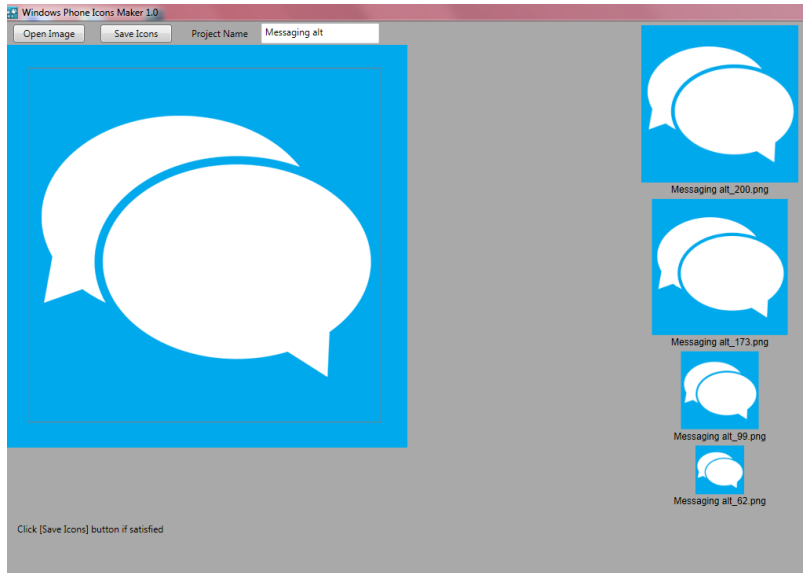 Windows Phone Icons Maker 1.0
Open Image Save Icons Project Name Messaging alt
Messaging alt_200.png
Messaging alt_173.png
Messaging alt_99.png
Messaging alt_62.png
Click [Save Icons] button if satisfied